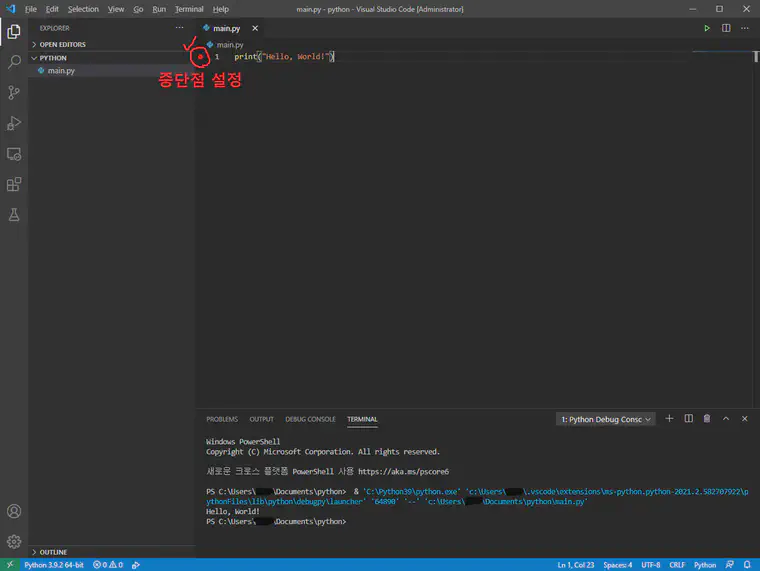 File Edit Selection View Go Run Terminal Help
main.py - python - Visual Studio Code [Administrator]
EXPLORER
main.py
OPEN EDITORS
main.py
PYTHON
1 print("Hello, World!")
main.py
중단점 설정
PROBLEMS OUTPUT DEBUG CONSOLE TERMINAL
1: Python Debug Consc
Windows PowerShell
Copyright (C) Microsoft Corporation. All rights reserved.
새로운 크로스 플랫폼 PowerShell 사용 https://aka.ms/pscore6
PS C:\Users\ \Documents\python> & 'C:\Python39\python.exe' 'c:\Users\ \.vscode\extensions\ms-python.python-2021.2.582707922\p
ythonFiles\lib\python\debugpy\launcher' '64090' '--' 'c:\Users\ \Documents\python\main.py'
Hello, World!
PS C:\Users\ \Documents\python>
OUTLINE
Python 3.9.2 64-bit 0 0 Ln 1, Col 23 Spaces: 4 UTF-8 CRLF Python